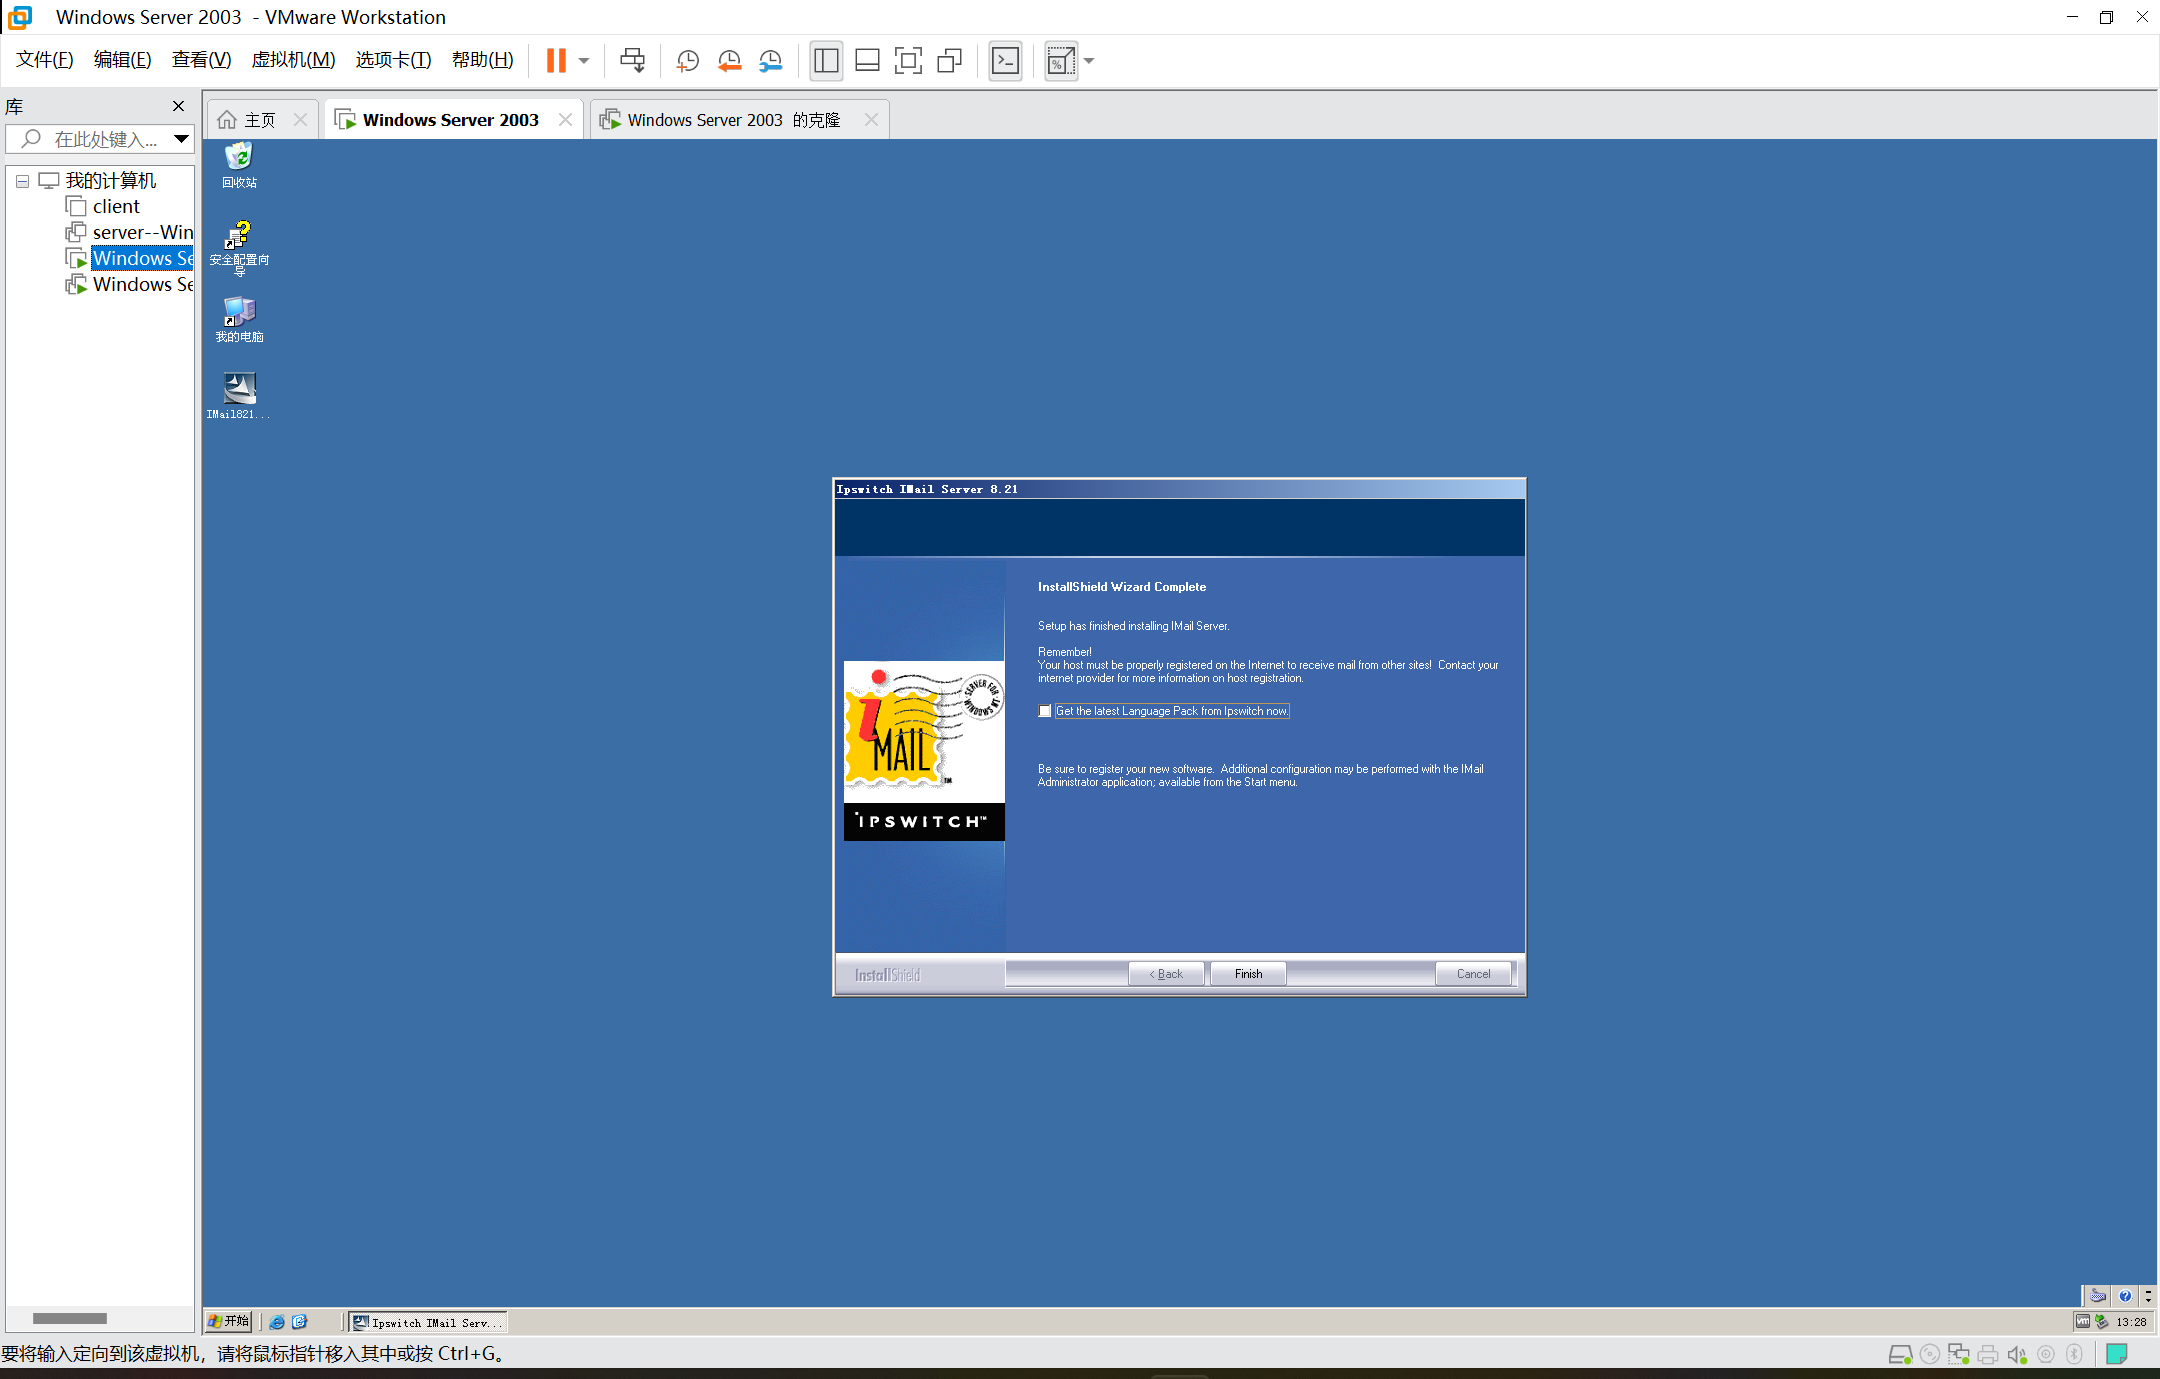 Windows Server 2003 - VMware Workstation
文件(F) 编辑(E) 查看(V) 虚拟机(M) 选项卡(T) 帮助(H)
库
在此处键入...
我的计算机
client
server--Win
Windows Se
Windows Se
主页
Windows Server 2003
Windows Server 2003 的克隆
回收站
安全配置向
导
我的电脑
IMail821...
Ipswitch IMail Server 8.21
InstallShield Wizard Complete
Setup has finished installing IMail Server.
Remember!
Your host must be properly registered on the Internet to receive mail from other sites! Contact your
internet provider for more information on host registration.
Get the latest Language Pack from Ipswitch now.
Be sure to register your new software. Additional configuration may be performed with the IMail
Administrator application; available from the Start menu.
SERVER FOR
WINDOWS NT
iMAIL
TM
IPSWITCH™
InstallShield
< Back
Finish
Cancel
开始
Ipswitch IMail Serv...
13:28
要将输入定向到该虚拟机，请将鼠标指针移入其中或按 Ctrl+G。